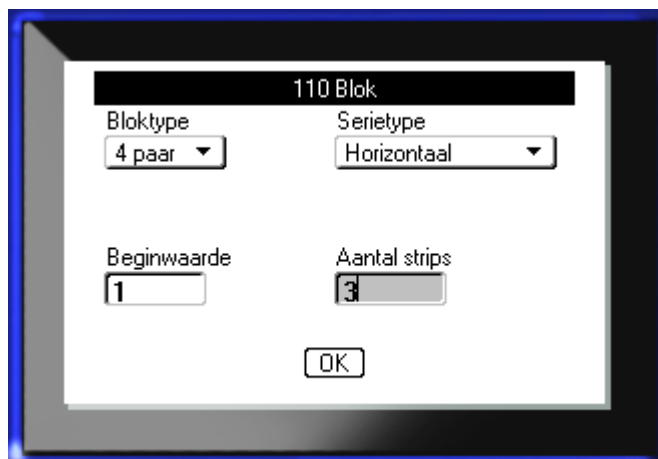 110 Blok
Bloktype
Serietype
4 paar
Horizontaal
Beginwaarde
Aantal strips
1
3
OK